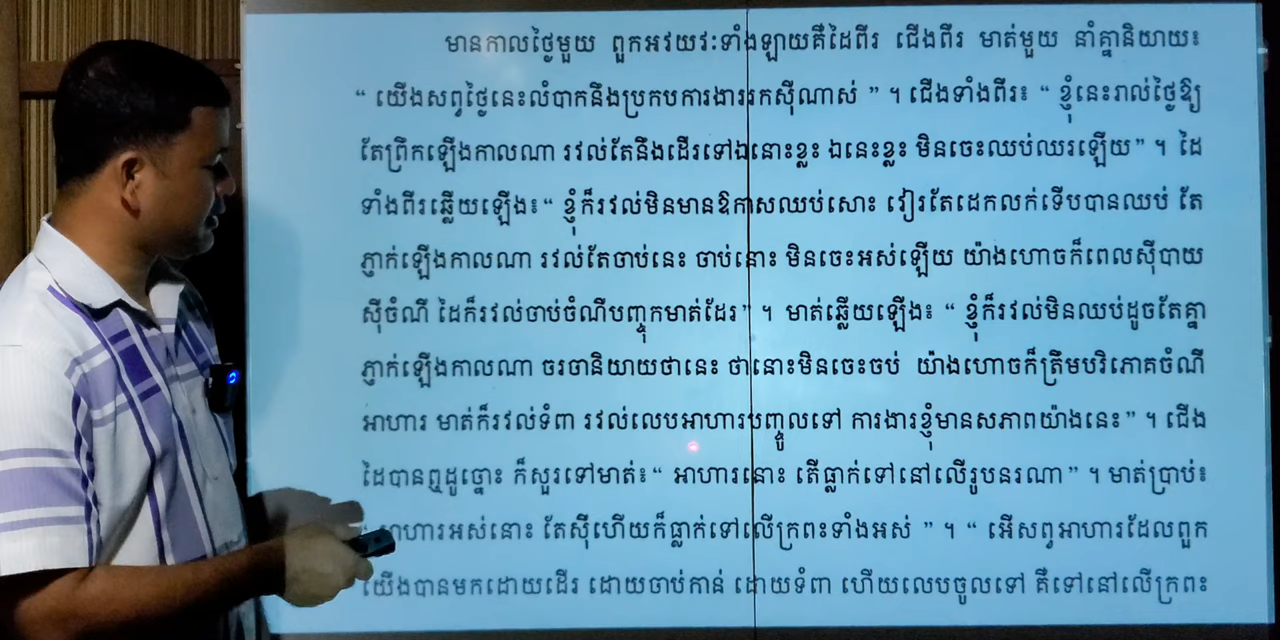 មានកាលថ្ងៃមួយ ពួកអវយវៈទាំងឡាយគឺដៃពីរ ជើងពីរ មាត់មួយ នាំគ្នានិយាយ៖
“ យើងសព្វថ្ងៃនេះលំបាកនឹងប្រកបការងាររកស៊ីណាស់ ” ។ ជើងទាំងពីរ៖ “ ខ្ញុំនេះរាល់ថ្ងៃឱ្យ
តែព្រឹកឡើងកាលណា រវល់តែនឹងដើរទៅឯនោះខ្លះ ឯនេះខ្លះ មិនចេះឈប់ឈរឡើយ” ។ ដៃ
ទាំងពីរឆ្លើយឡើង៖“ ខ្ញុំក៏រវល់មិនមានឱកាសឈប់សោះ វៀរតែដេកលក់ទើបបានឈប់ តែ
ភ្ញាក់ឡើងកាលណា រវល់តែចាប់នេះ ចាប់នោះ មិនចេះអស់ឡើយ យ៉ាងហោចក៏ពេលស៊ីបាយ
ស៊ីចំណី ដៃក៏រវល់ចាប់ចំណីបញ្ចុកមាត់ដែរ” ។ មាត់ឆ្លើយឡើង៖ “ ខ្ញុំក៏រវល់មិនឈប់ដូចតែគ្នា
ភ្ញាក់ឡើងកាលណា ចរចានិយាយថានេះ ថានោះមិនចេះចប់ យ៉ាងហោចក៏ត្រឹមបរិភោគចំណី
អាហារ មាត់ក៏រវល់ទំពា រវល់លេបអាហារបញ្ចូលទៅ ការងារខ្ញុំមានសភាពយ៉ាងនេះ” ។ ជើង
ដៃបានឮដូច្នោះ ក៏សួរទៅមាត់៖“ អាហារនោះ តើធ្លាក់ទៅនៅលើរូបនរណា” ។ មាត់ប្រាប់៖
“ អាហារអស់នោះ តែស៊ីហើយក៏ធ្លាក់ទៅលើក្រពះទាំងអស់ ” ។ “ អើសព្វអាហារដែលពួក
យើងបានមកដោយដើរ ដោយចាប់កាន់ ដោយទំពា ហើយលេបចូលទៅ គឺទៅនៅលើក្រពះ